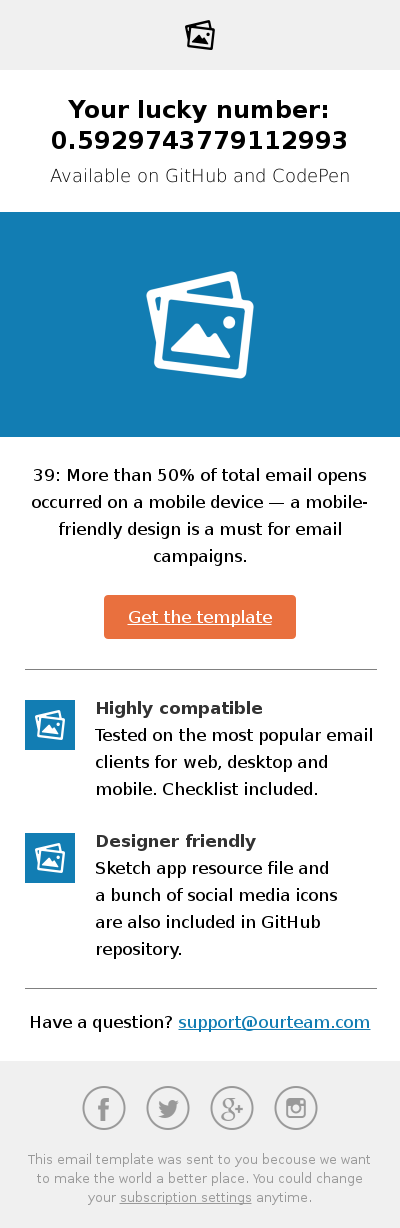 Your lucky number:
0.5929743779112993
Available on GitHub and CodePen
39: More than 50% of total email opens
occurred on a mobile device — a mobile-
friendly design is a must for email
campaigns.
Get the template
Highly compatible
Tested on the most popular email
clients for web, desktop and
mobile. Checklist included.
Designer friendly
Sketch app resource file and
a bunch of social media icons
are also included in GitHub
repository.
Have a question? support@ourteam.com
This email template was sent to you becouse we want
to make the world a better place. You could change
your subscription settings anytime.